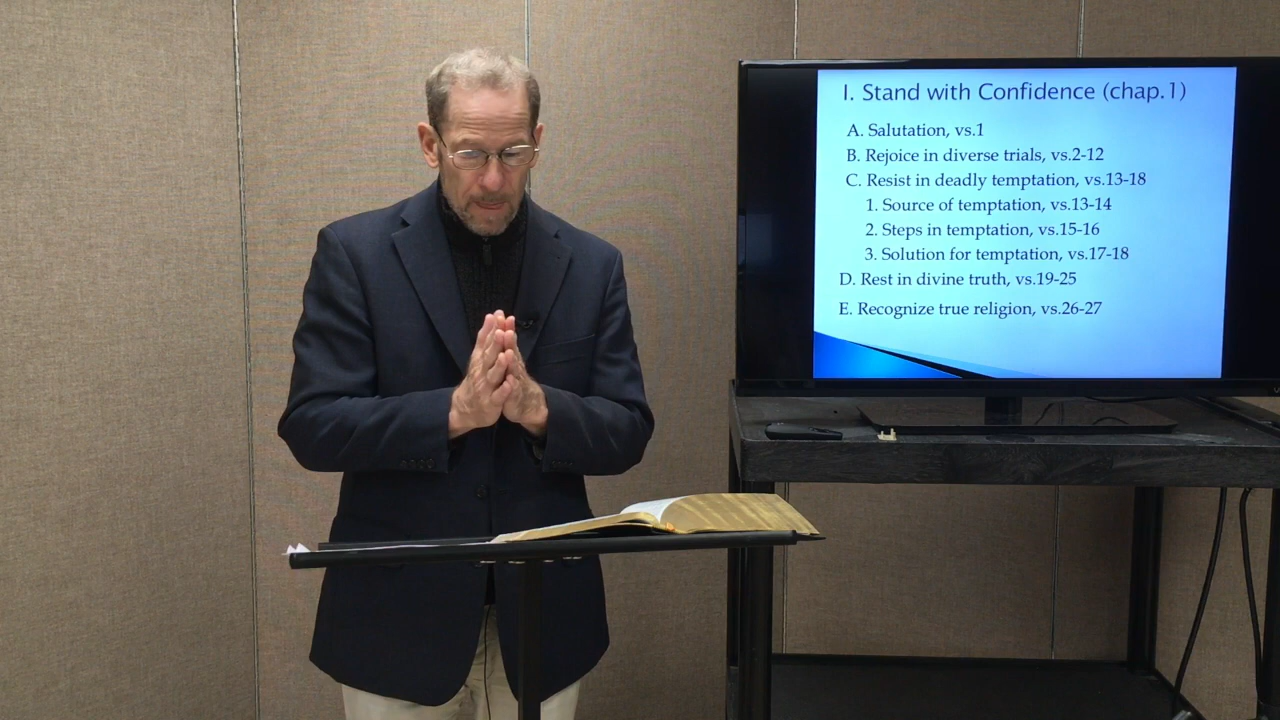 I. Stand with Confidence (chap.1)
A. Salutation, vs.1
B. Rejoice in diverse trials, vs.2-12
C. Resist in deadly temptation, vs.13-18
1. Source of temptation, vs.13-14
2. Steps in temptation, vs.15-16
3. Solution for temptation, vs.17-18
D. Rest in divine truth, vs.19-25
E. Recognize true religion, vs.26-27